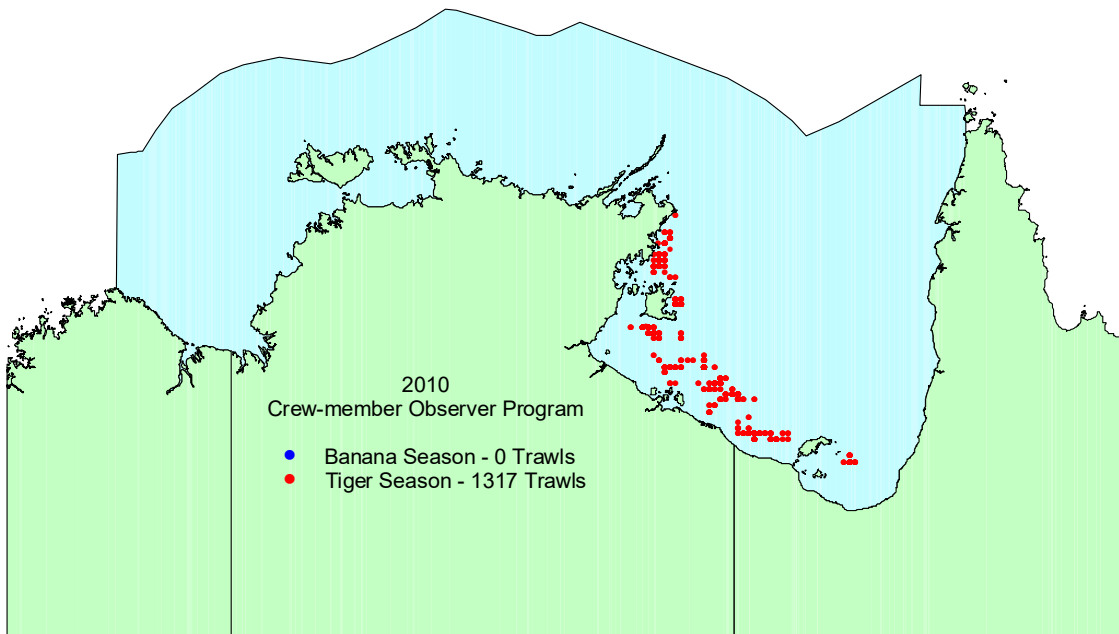 2010
Crew-member Observer Program
Banana Season - 0 Trawls
Tiger Season - 1317 Trawls